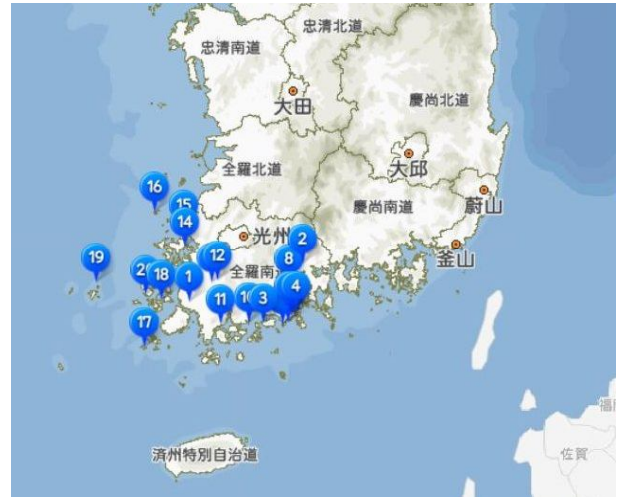 忠清北道
忠清南道
大田
慶尚北道
全羅北道
大邱
16
15
慶尚南道
蔚山
14
光州
2
釜山
19
12
8
全羅南
18
1
4
11
3
17
済州特別自治道
佐賀